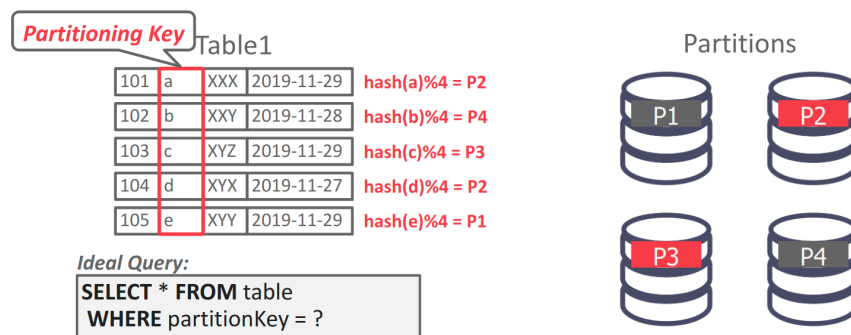 Partitioning Key
Table1
101 a XXX 2019-11-29 hash(a)%4 = P2
102 b XXY 2019-11-28 hash(b)%4 = P4
103 c XYZ 2019-11-29 hash(c)%4 = P3
104 d XYX 2019-11-27 hash(d)%4 = P2
105 e XYY 2019-11-29 hash(e)%4 = P1
Ideal Query:
SELECT * FROM table
WHERE partitionKey = ?
Partitions
P1 P2
P3 P4